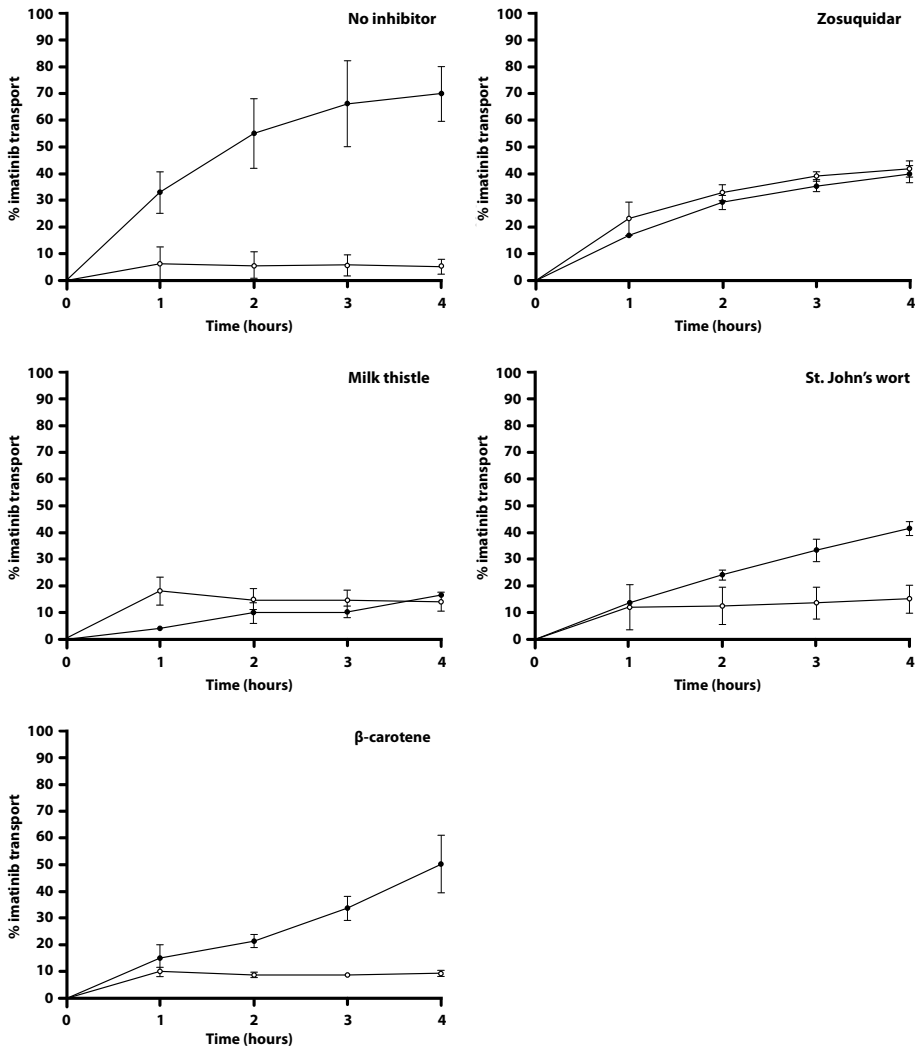 No inhibitor
% imatinib transport
100
90
80
70
60
50
40
30
20
10
0
0 1 2 3 4
Time (hours)
Zosuquidar
% imatinib transport
100
90
80
70
60
50
40
30
20
10
0
0 1 2 3 4
Time (hours)
Milk thistle
% imatinib transport
100
90
80
70
60
50
40
30
20
10
0
0 1 2 3 4
Time (hours)
St. John’s wort
% imatinib transport
100
90
80
70
60
50
40
30
20
10
0
0 1 2 3 4
Time (hours)
β-carotene
% imatinib transport
100
90
80
70
60
50
40
30
20
10
0
0 1 2 3 4
Time (hours)